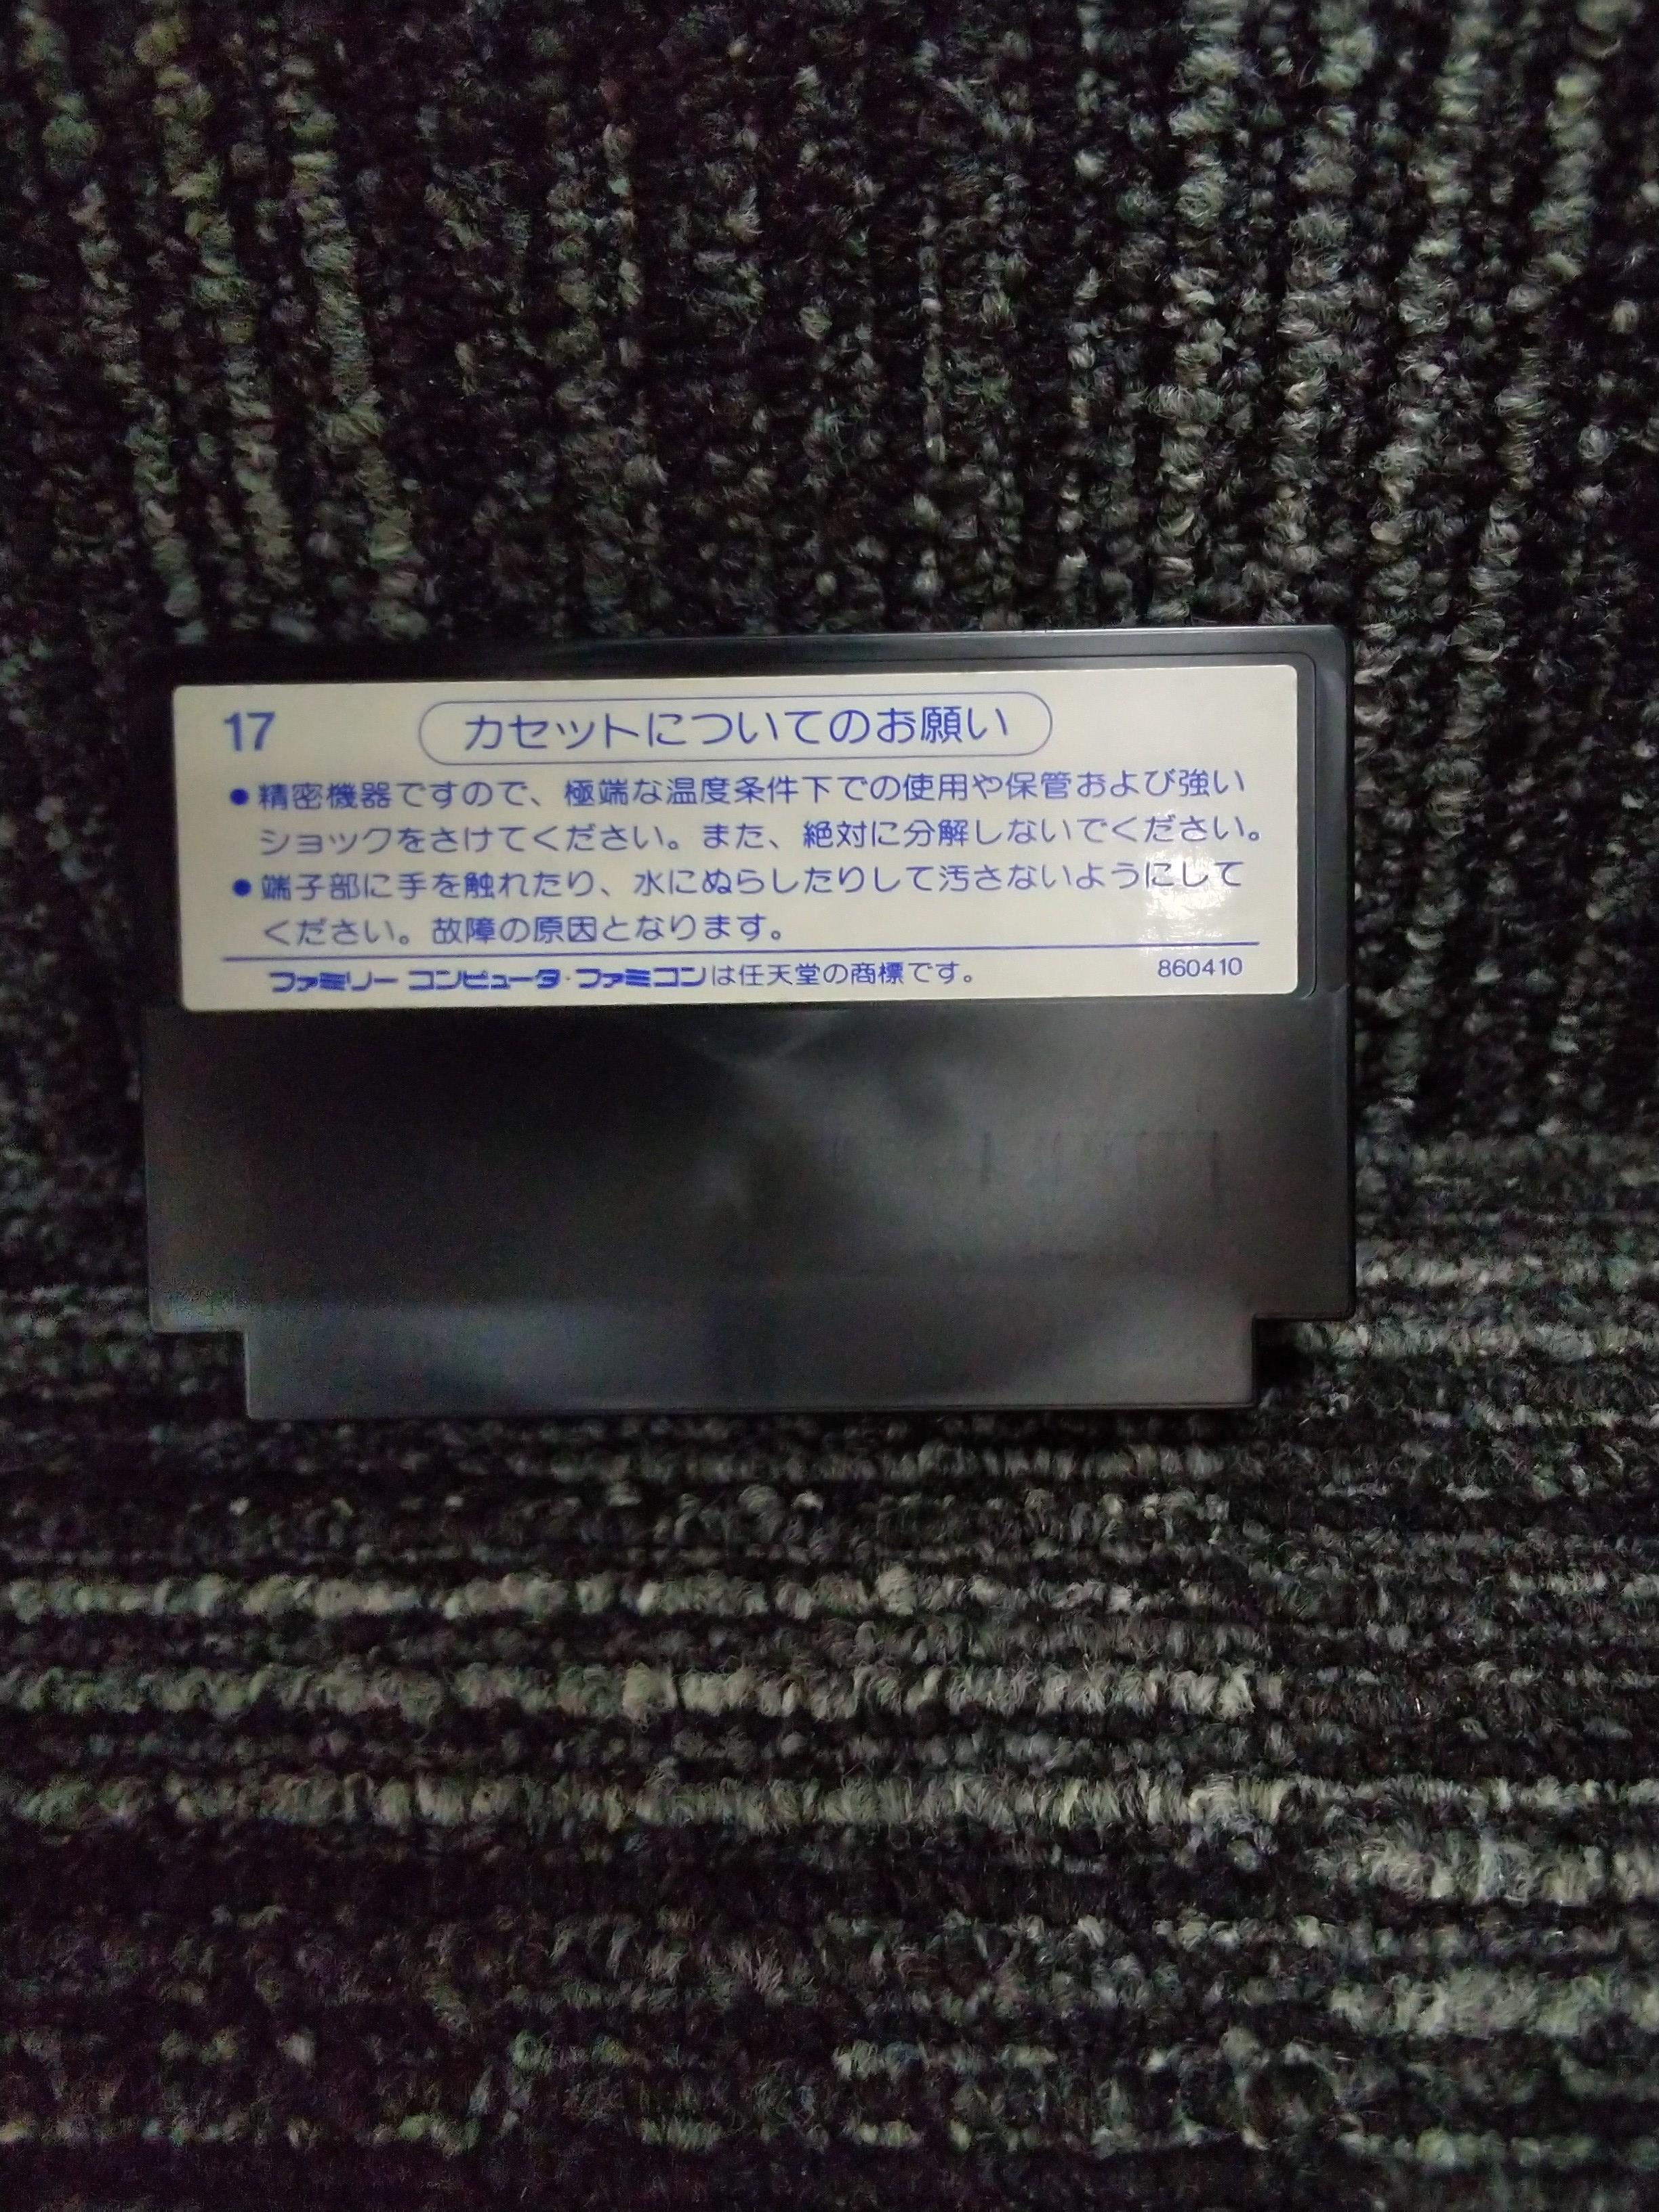 17
カセットについてのお願い
●精密機器ですので、極端な温度条件下での使用や保管および強い
ショックをさけてください。また、絶対に分解しないでください。
●端子部に手を触れたり、水にぬらしたりして汚さないようにして
ください。故障の原因となります。
ファミリー コンピュータ・ファミコンは任天堂の商標です。 860410